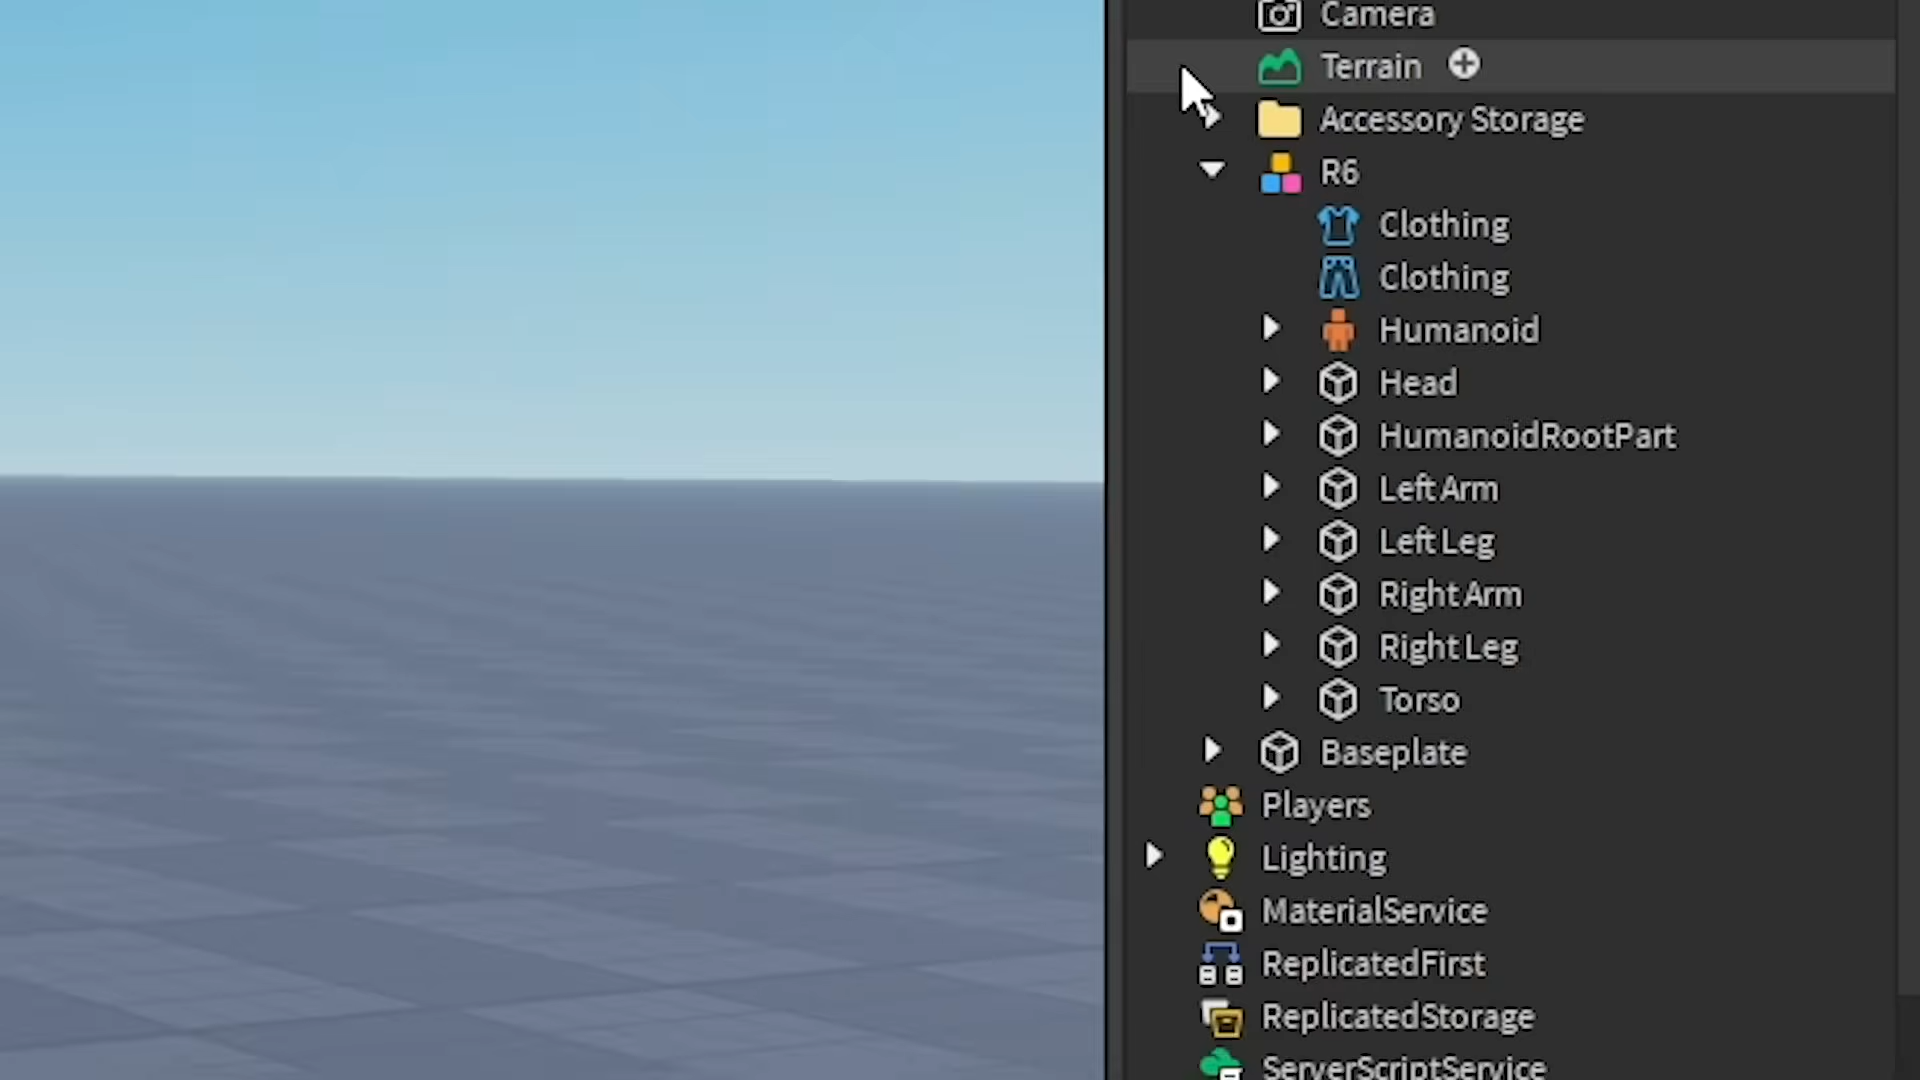 Camera
Terrain
Accessory Storage
R6
Clothing
Clothing
Humanoid
Head
HumanoidRootPart
Left Arm
Left Leg
Right Arm
Right Leg
Torso
Baseplate
Players
Lighting
MaterialService
ReplicatedFirst
ReplicatedStorage
ServerScriptService